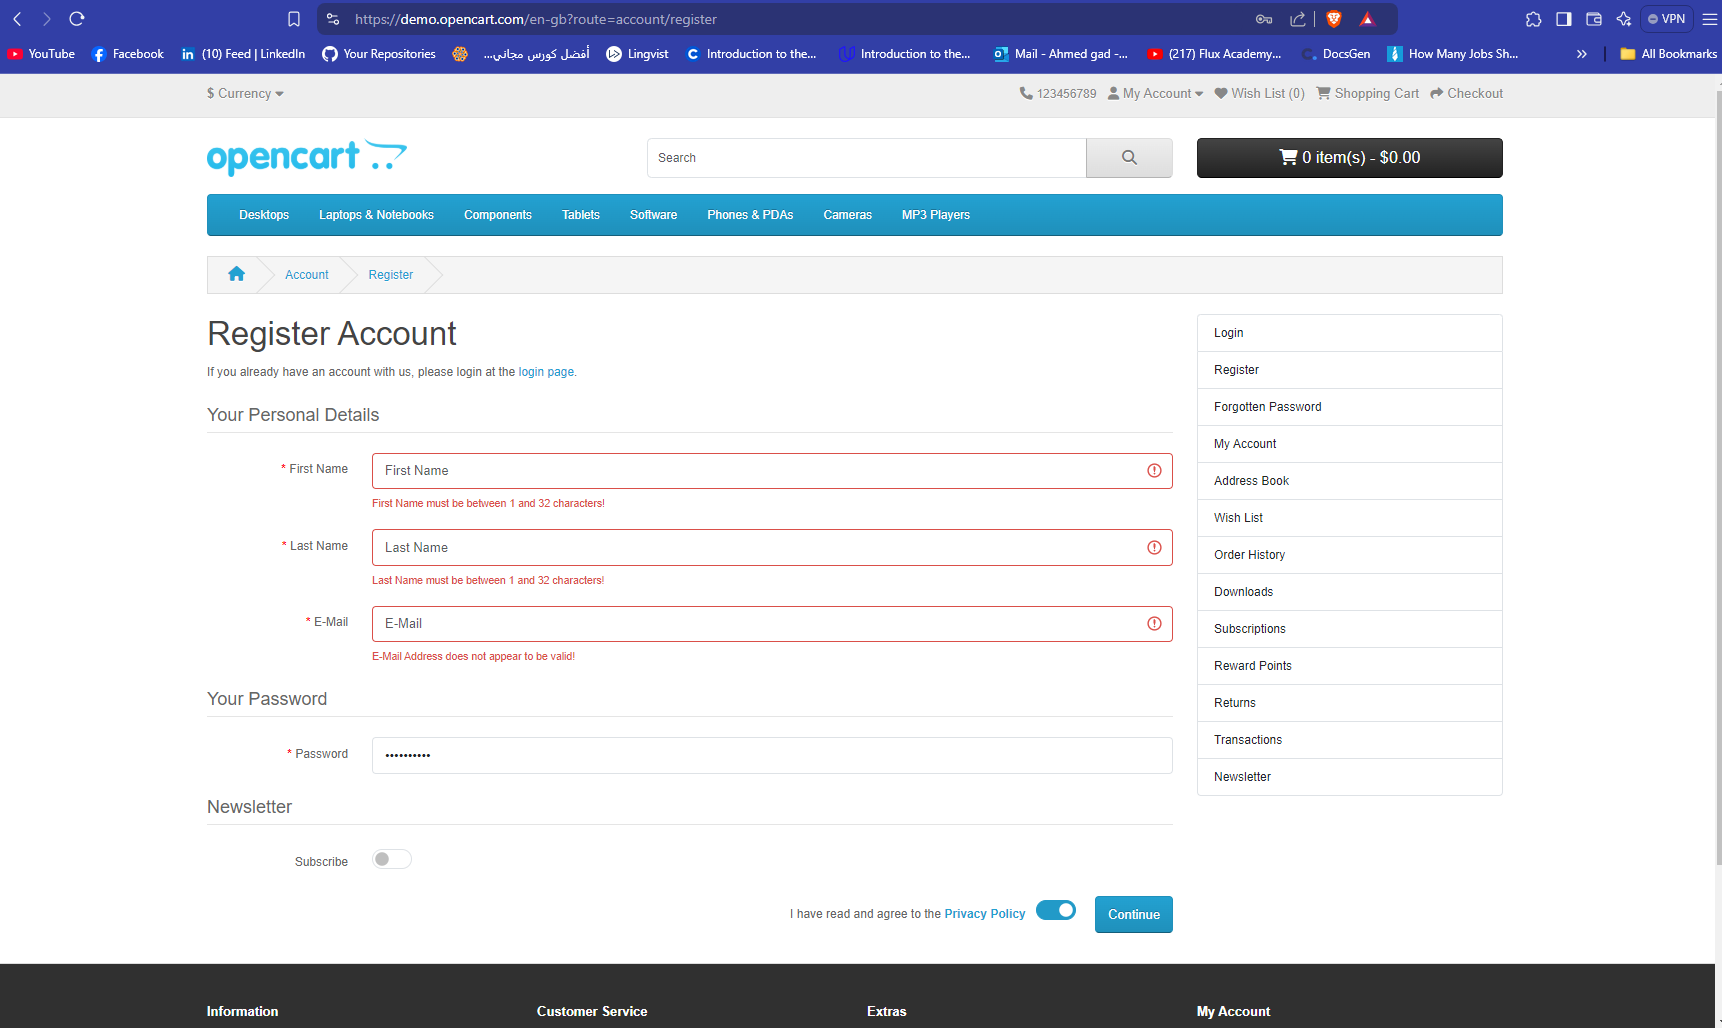 https://demo.opencart.com/en-gb?route=account/register
VPN
YouTube
Facebook
(10) Feed | LinkedIn
Your Repositories
أفضل كورس مجاني...
Lingvist
Introduction to the...
Introduction to the...
Mail - Ahmed gad -...
(217) Flux Academy...
DocsGen
How Many Jobs Sh...
All Bookmarks
$ Currency
123456789
My Account
Wish List (0)
Shopping Cart
Checkout
opencart
Search
0 item(s) - $0.00
Desktops
Laptops & Notebooks
Components
Tablets
Software
Phones & PDAs
Cameras
MP3 Players
Account
Register
Register Account
If you already have an account with us, please login at the login page.
Your Personal Details
* First Name
First Name
First Name must be between 1 and 32 characters!
* Last Name
Last Name
Last Name must be between 1 and 32 characters!
* E-Mail
E-Mail
E-Mail Address does not appear to be valid!
Your Password
* Password
••••••••••
Newsletter
Subscribe
I have read and agree to the Privacy Policy
Continue
Login
Register
Forgotten Password
My Account
Address Book
Wish List
Order History
Downloads
Subscriptions
Reward Points
Returns
Transactions
Newsletter
Information
Customer Service
Extras
My Account